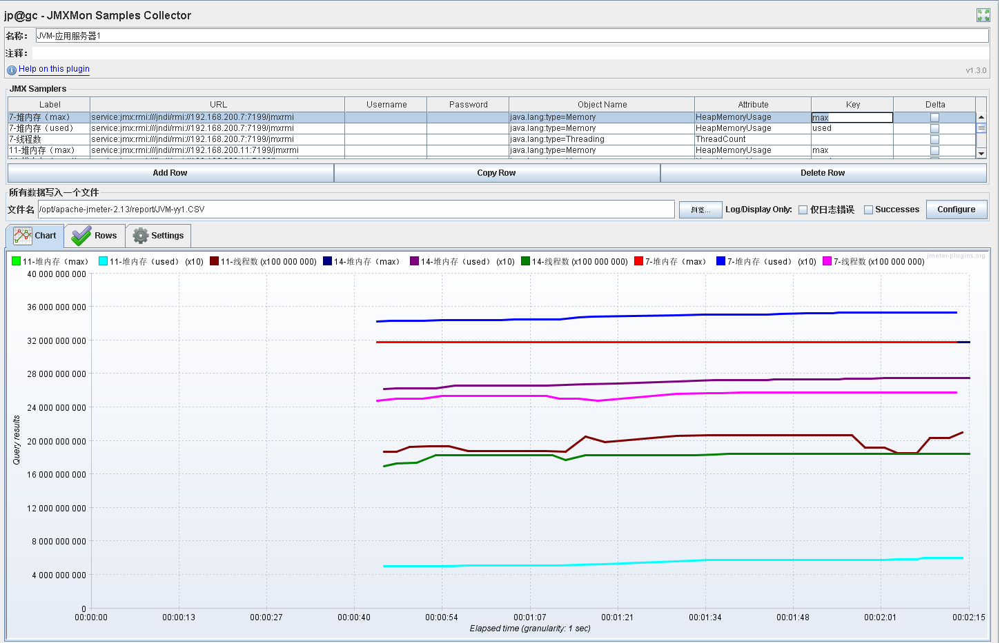 jp@gc - JMXMon Samples Collector
名称： JVM-应用服务器1
注释：
Help on this plugin
v1.3.0
JMX Samplers
Label URL Username Password Object Name Attribute Key Delta
7-堆内存（max） service:jmx:rmi:///jndi/rmi://192.168.200.7:7199/jmxrmi java.lang:type=Memory HeapMemoryUsage max
7-堆内存（used） service:jmx:rmi:///jndi/rmi://192.168.200.7:7199/jmxrmi java.lang:type=Memory HeapMemoryUsage used
7-线程数 service:jmx:rmi:///jndi/rmi://192.168.200.7:7199/jmxrmi java.lang:type=Threading ThreadCount
11-堆内存（max） service:jmx:rmi:///jndi/rmi://192.168.200.11:7199/jmxrmi java.lang:type=Memory HeapMemoryUsage max
Add Row Copy Row Delete Row
所有数据写入一个文件
文件名 /opt/apache-jmeter-2.13/report/JVM-yy1.CSV 浏览... Log/Display Only: 仅日志错误 Successes Configure
Chart Rows Settings
11-堆内存（max） 11-堆内存（used） (x10) 11-线程数 (x100 000 000) 14-堆内存（max） 14-堆内存（used） (x10) 14-线程数 (x100 000 000) 7-堆内存（max） 7-堆内存（used） (x10) 7-线程数 (x100 000 000)
jmeter-plugins.org
40 000 000 000
36 000 000 000
32 000 000 000
28 000 000 000
24 000 000 000
20 000 000 000
16 000 000 000
12 000 000 000
8 000 000 000
4 000 000 000
0
Query results
00:00:00 00:00:13 00:00:27 00:00:40 00:00:54 00:01:07 00:01:21 00:01:34 00:01:48 00:02:01 00:02:15
Elapsed time (granularity: 1 sec)